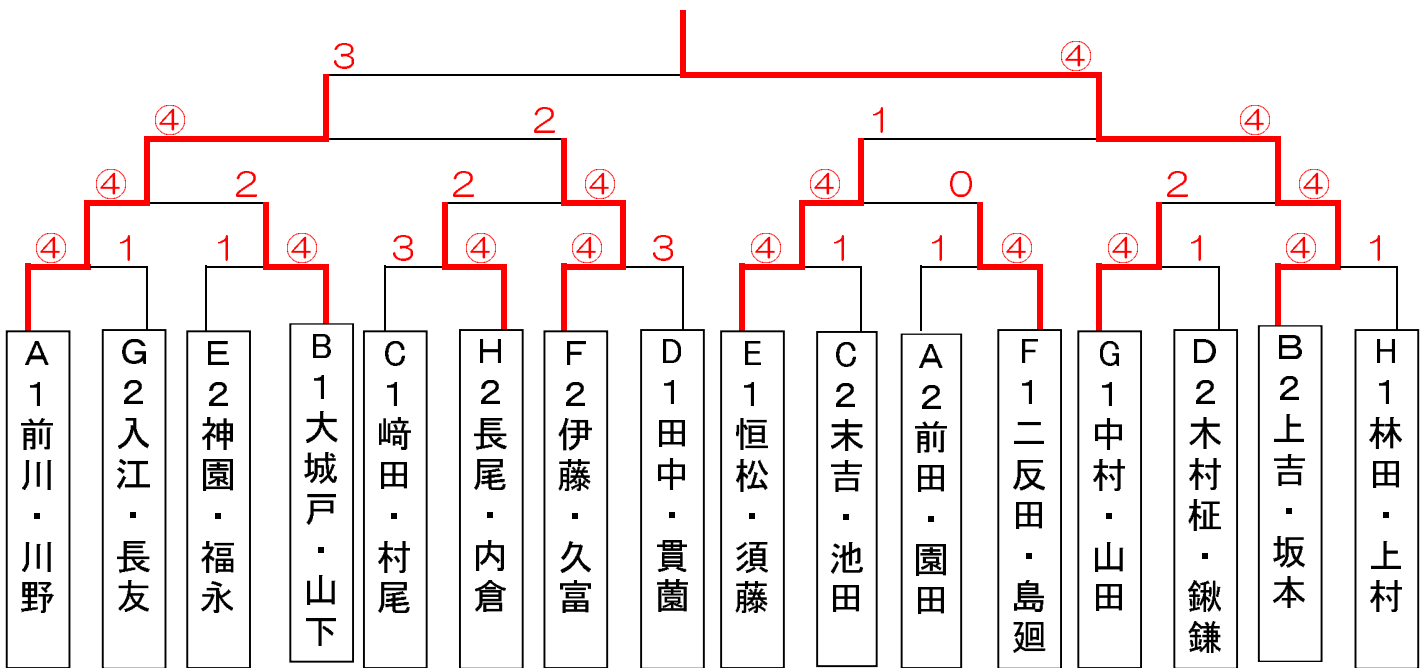 3 ④
④ 2 1 ④
④ 2 2 ④ ④ 0 2 ④
④ 1 1 ④ 3 ④ ④ 3 ④ 1 1 ④ ④ 1 ④ 1
A1前川・川野
G2入江・長友
E2神園・福永
B1大城戸・山下
C1﨑田・村尾
H2長尾・内倉
F2伊藤・久富
D1田中・貫薗
E1恒松・須藤
C2末吉・池田
A2前田・園田
F1二反田・島廻
G1中村・山田
D2木村柾・鍬鎌
B2上吉・坂本
H1林田・上村